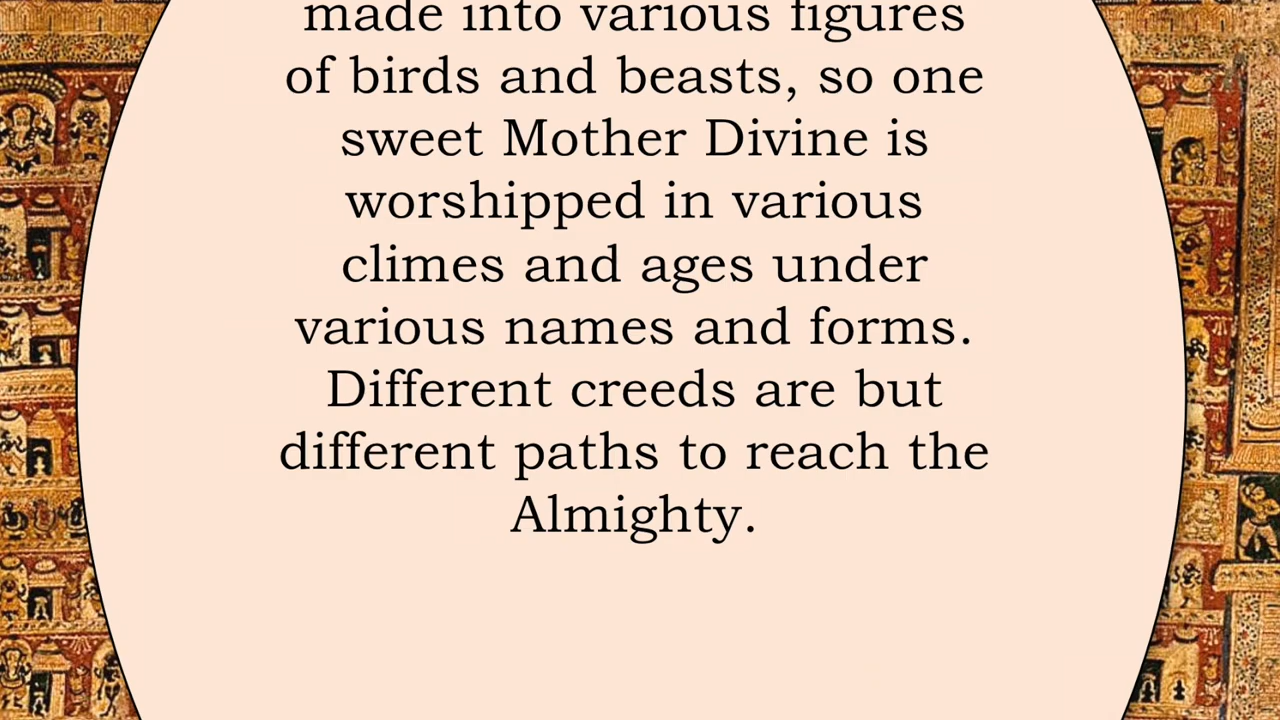 made into various figures
of birds and beasts, so one
sweet Mother Divine is
worshipped in various
climes and ages under
various names and forms.
Different creeds are but
different paths to reach the
Almighty.